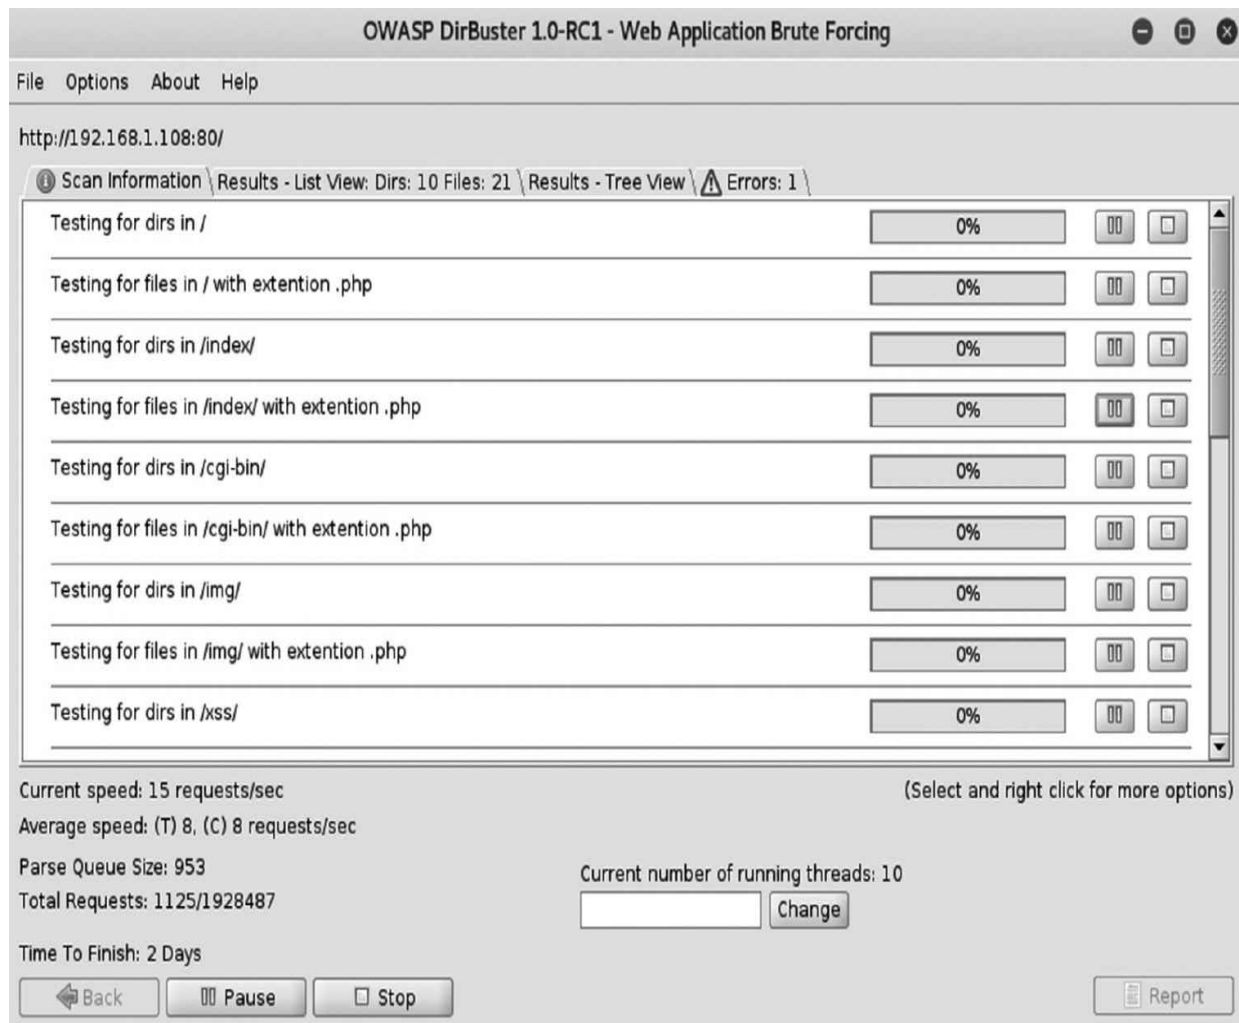 OWASP DirBuster 1.0-RC1 - Web Application Brute Forcing
File Options About Help
http://192.168.1.108:80/
Scan Information Results - List View: Dirs: 10 Files: 21 Results - Tree View Errors: 1
Testing for dirs in / 0%
Testing for files in / with extention .php 0%
Testing for dirs in /index/ 0%
Testing for files in /index/ with extention .php 0%
Testing for dirs in /cgi-bin/ 0%
Testing for files in /cgi-bin/ with extention .php 0%
Testing for dirs in /img/ 0%
Testing for files in /img/ with extention .php 0%
Testing for dirs in /xss/ 0%
Current speed: 15 requests/sec (Select and right click for more options)
Average speed: (T) 8, (C) 8 requests/sec
Parse Queue Size: 953
Current number of running threads: 10
Total Requests: 1125/1928487
Change
Time To Finish: 2 Days
Back Pause Stop Report